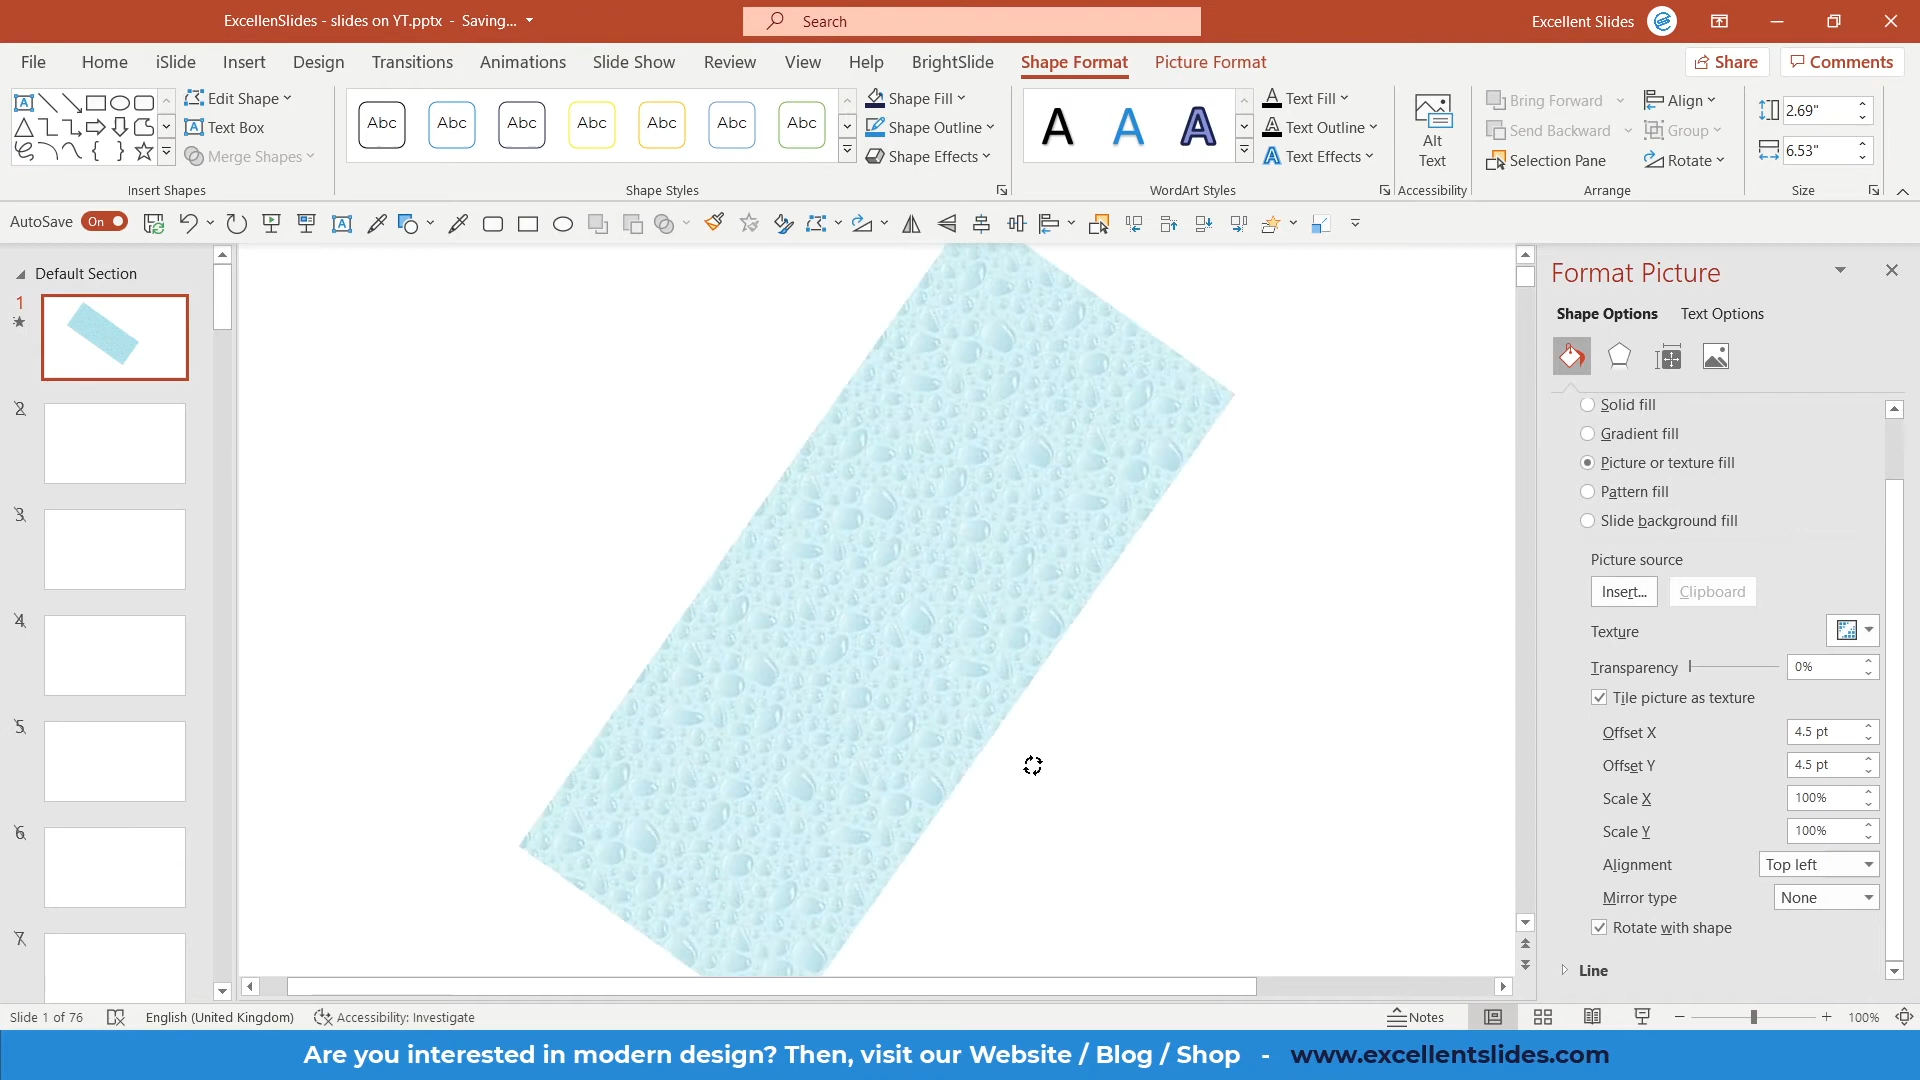 ExcellenSlides - slides on YT.pptx - Saving...
Search
Excellent Slides
File Home iSlide Insert Design Transitions Animations Slide Show Review View Help BrightSlide Shape Format Picture Format Share Comments
Edit Shape
Text Box
Merge Shapes
Insert Shapes
Abc Abc Abc Abc Abc Abc Abc
Shape Fill
Shape Outline
Shape Effects
Shape Styles
A A A
Text Fill
Text Outline
Text Effects
WordArt Styles
Alt
Text
Accessibility
Bring Forward
Send Backward
Selection Pane
Align
Group
Rotate
Arrange
2.69"
6.53"
Size
AutoSave On
Default Section
1
2
3
4
5
6
7
Format Picture
Shape Options Text Options
Solid fill
Gradient fill
Picture or texture fill
Pattern fill
Slide background fill
Picture source
Insert... Clipboard
Texture
Transparency 0%
Tile picture as texture
Offset X 4.5 pt
Offset Y 4.5 pt
Scale X 100%
Scale Y 100%
Alignment Top left
Mirror type None
Rotate with shape
Line
Slide 1 of 76 English (United Kingdom) Accessibility: Investigate Notes 100%
Are you interested in modern design? Then, visit our Website / Blog / Shop - www.excellentslides.com